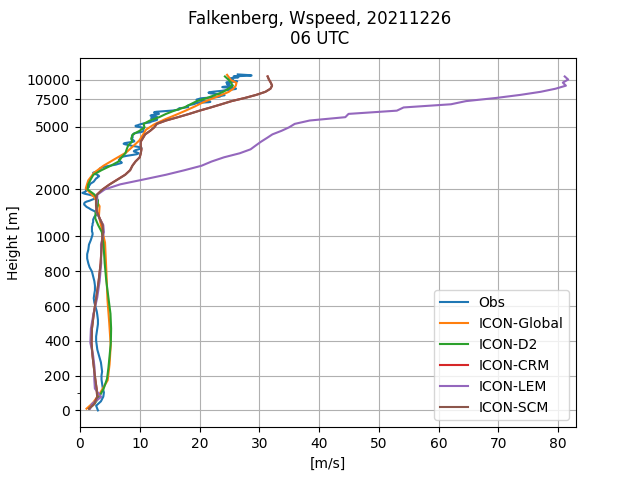 Falkenberg, Wspeed, 20211226
06 UTC
Height [m]
10000
7500
5000
2000
1000
800
600
400
200
0
0 10 20 30 40 50 60 70 80
[m/s]
Obs
ICON-Global
ICON-D2
ICON-CRM
ICON-LEM
ICON-SCM